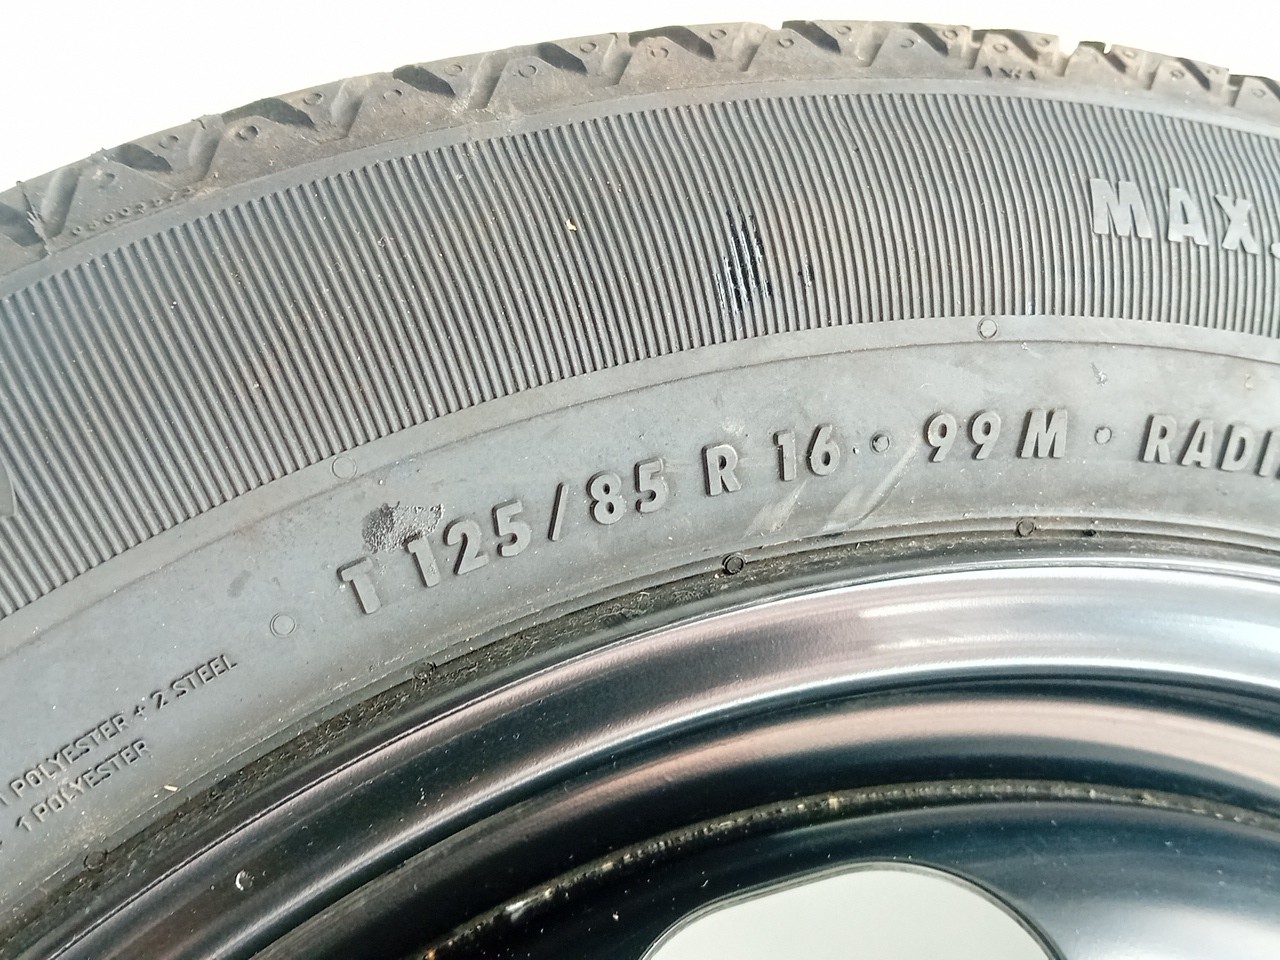 MAX
T 125/85 R 16 · 99 M · RADI
1 POLYESTER + 2 STEEL
1 POLYESTER